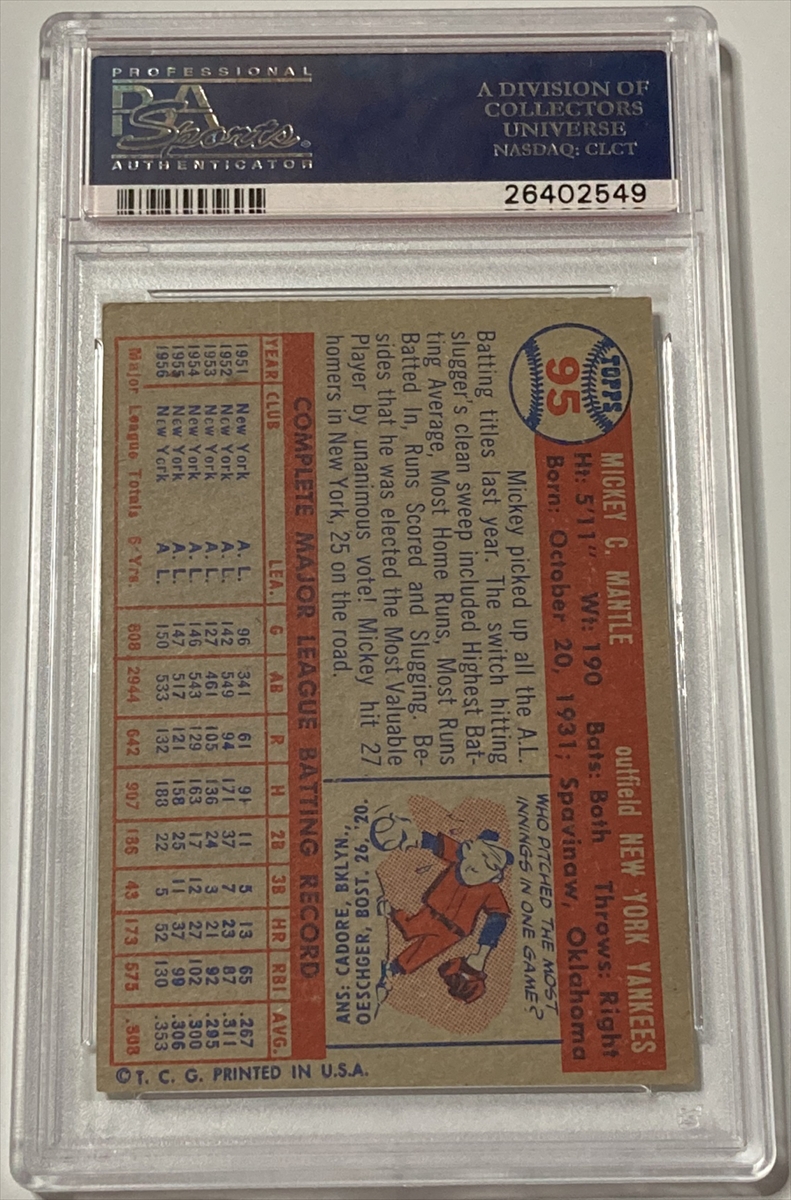 PROFESSIONAL
PSA
Sports
AUTHENTICATOR
A DIVISION OF
COLLECTORS
UNIVERSE
NASDAQ: CLCT
26402549
TOPPS
95
MICKEY C. MANTLE outfield NEW YORK YANKEES
Ht: 5'11" Wt: 190 Bats: Both Throws: Right
Born: October 20, 1931; Spavinaw, Oklahoma
Mickey picked up all the A.L.
Batting titles last year. The switch hitting
slugger's clean sweep included Highest Bat-
ting Average, Most Home Runs, Most Runs
Batted In, Runs Scored and Slugging. Be-
sides that he was elected the Most Valuable
Player by unanimous vote! Mickey hit 27
homers in New York, 25 on the road.
WHO PITCHED THE MOST
INNINGS IN ONE GAME?
ANS: CADORE, BKLYN.,
OESCHGER, BOST. 26, '20.
COMPLETE MAJOR LEAGUE BATTING RECORD
YEAR CLUB LEA. G AB R H 2B 3B HR RBI AVG.
1951 New York A. L. 96 341 61 91 11 5 13 65 .267
1952 New York A. L. 142 549 94 171 37 7 23 87 .311
1953 New York A. L. 127 461 105 136 24 3 21 92 .295
1954 New York A. L. 146 543 129 163 17 12 27 102 .300
1955 New York A. L. 147 517 121 158 25 11 37 99 .306
1956 New York A. L. 150 533 132 188 22 5 52 130 .353
Major League Totals 6 Yrs. 808 2944 642 907 136 43 173 575 .308
© T. C. G. PRINTED IN U.S.A.